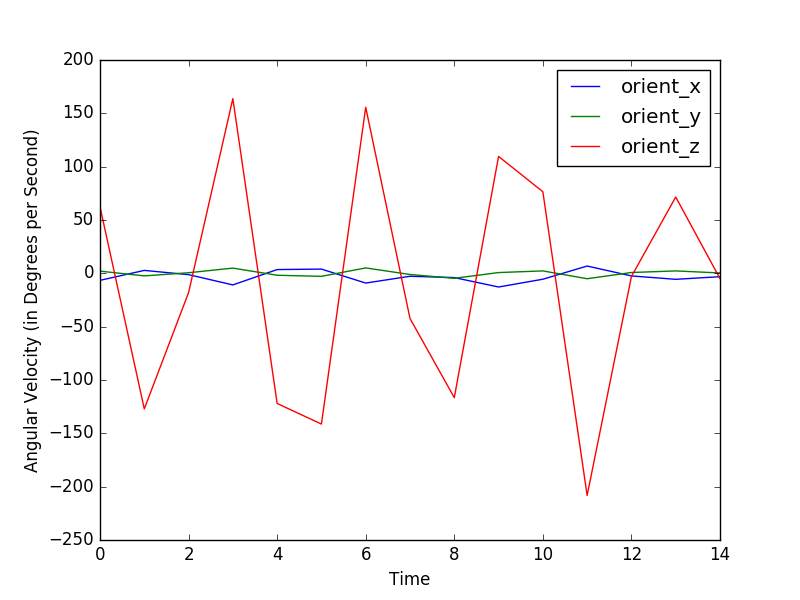 200
150
100
50
0
−50
−100
−150
−200
−250
Angular Velocity (in Degrees per Second)
orient_x
orient_y
orient_z
0 2 4 6 8 10 12 14
Time